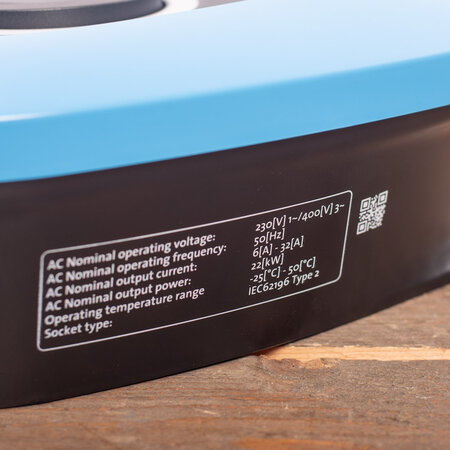 AC Nominal operating voltage: 230[V] 1~/400[V] 3~
AC Nominal operating frequency: 50[Hz]
AC Nominal output current: 6[A] - 32[A]
AC Nominal output power: 22[kW]
Operating temperature range -25[°C] - 50[°C]
Socket type: IEC62196 Type 2